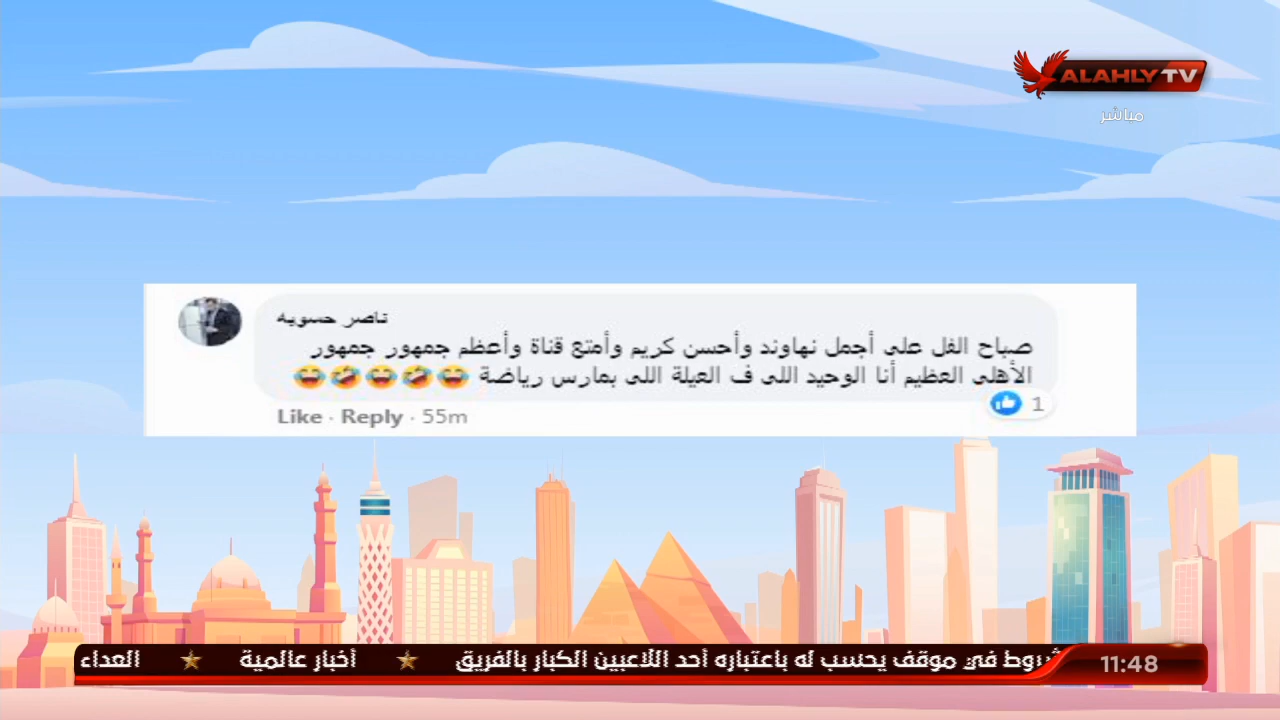 ALAHLY TV
مباشر
ناصر حسوبه
صباح الفل على أجمل نهاوند وأحسن كريم وأمتع قناة وأعظم جمهور جمهور
الأهلى العظيم أنا الوحيد اللى ف العيلة اللى بمارس رياضة 😂🤣😂🤣😂
1
Like · Reply · 55m
شروط في موقف يحسب له باعتباره أحد اللاعبين الكبار بالفريق ★ أخبار عالمية ★ العداء
11:48